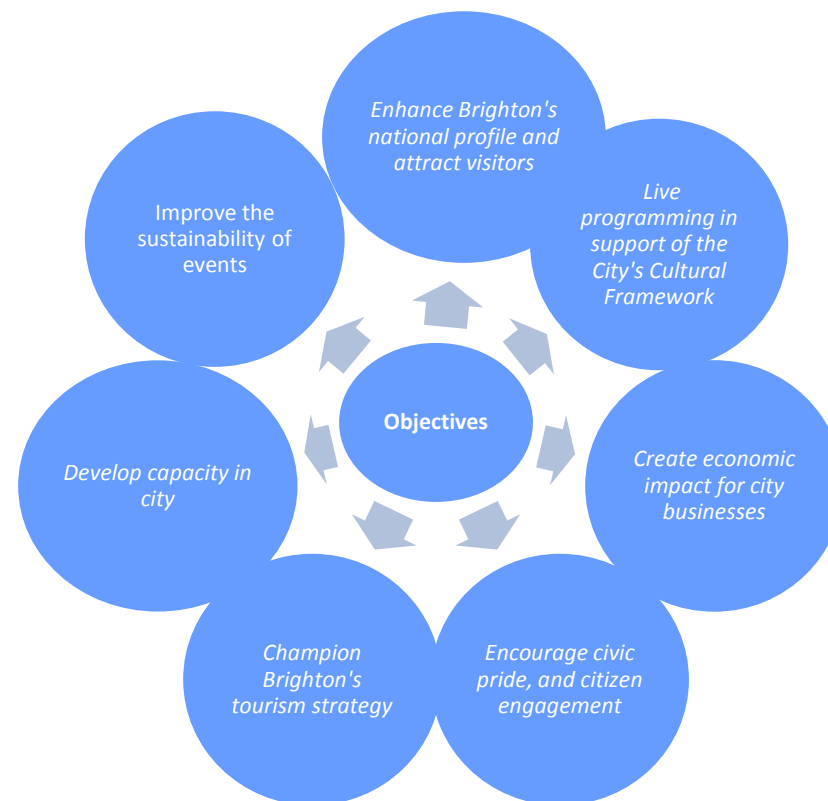 Enhance Brighton's
national profile and
attract visitors
Live
programming in
support of the
City's Cultural
Framework
Create economic
impact for city
businesses
Encourage civic
pride, and citizen
engagement
Champion
Brighton's
tourism strategy
Develop capacity in
city
Improve the
sustainability of
events
Objectives